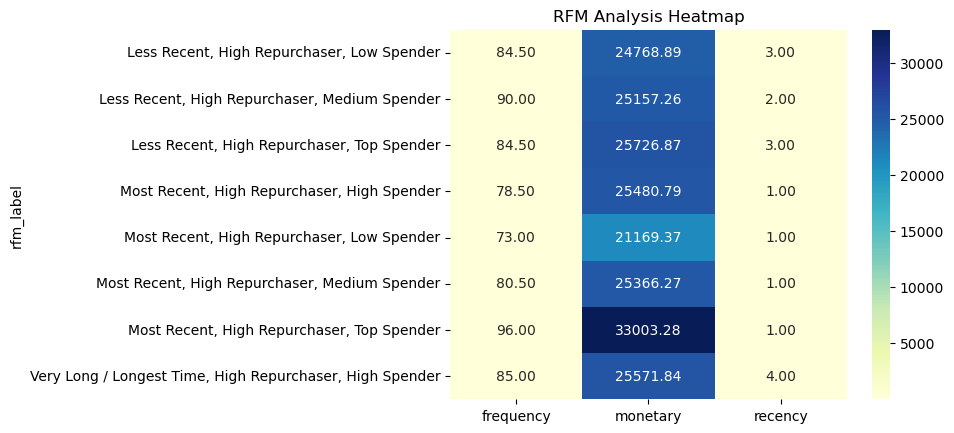 RFM Analysis Heatmap
rfm_label
Less Recent, High Repurchaser, Low Spender 84.50 24768.89 3.00
Less Recent, High Repurchaser, Medium Spender 90.00 25157.26 2.00
Less Recent, High Repurchaser, Top Spender 84.50 25726.87 3.00
Most Recent, High Repurchaser, High Spender 78.50 25480.79 1.00
Most Recent, High Repurchaser, Low Spender 73.00 21169.37 1.00
Most Recent, High Repurchaser, Medium Spender 80.50 25366.27 1.00
Most Recent, High Repurchaser, Top Spender 96.00 33003.28 1.00
Very Long / Longest Time, High Repurchaser, High Spender 85.00 25571.84 4.00
frequency monetary recency
30000
25000
20000
15000
10000
5000